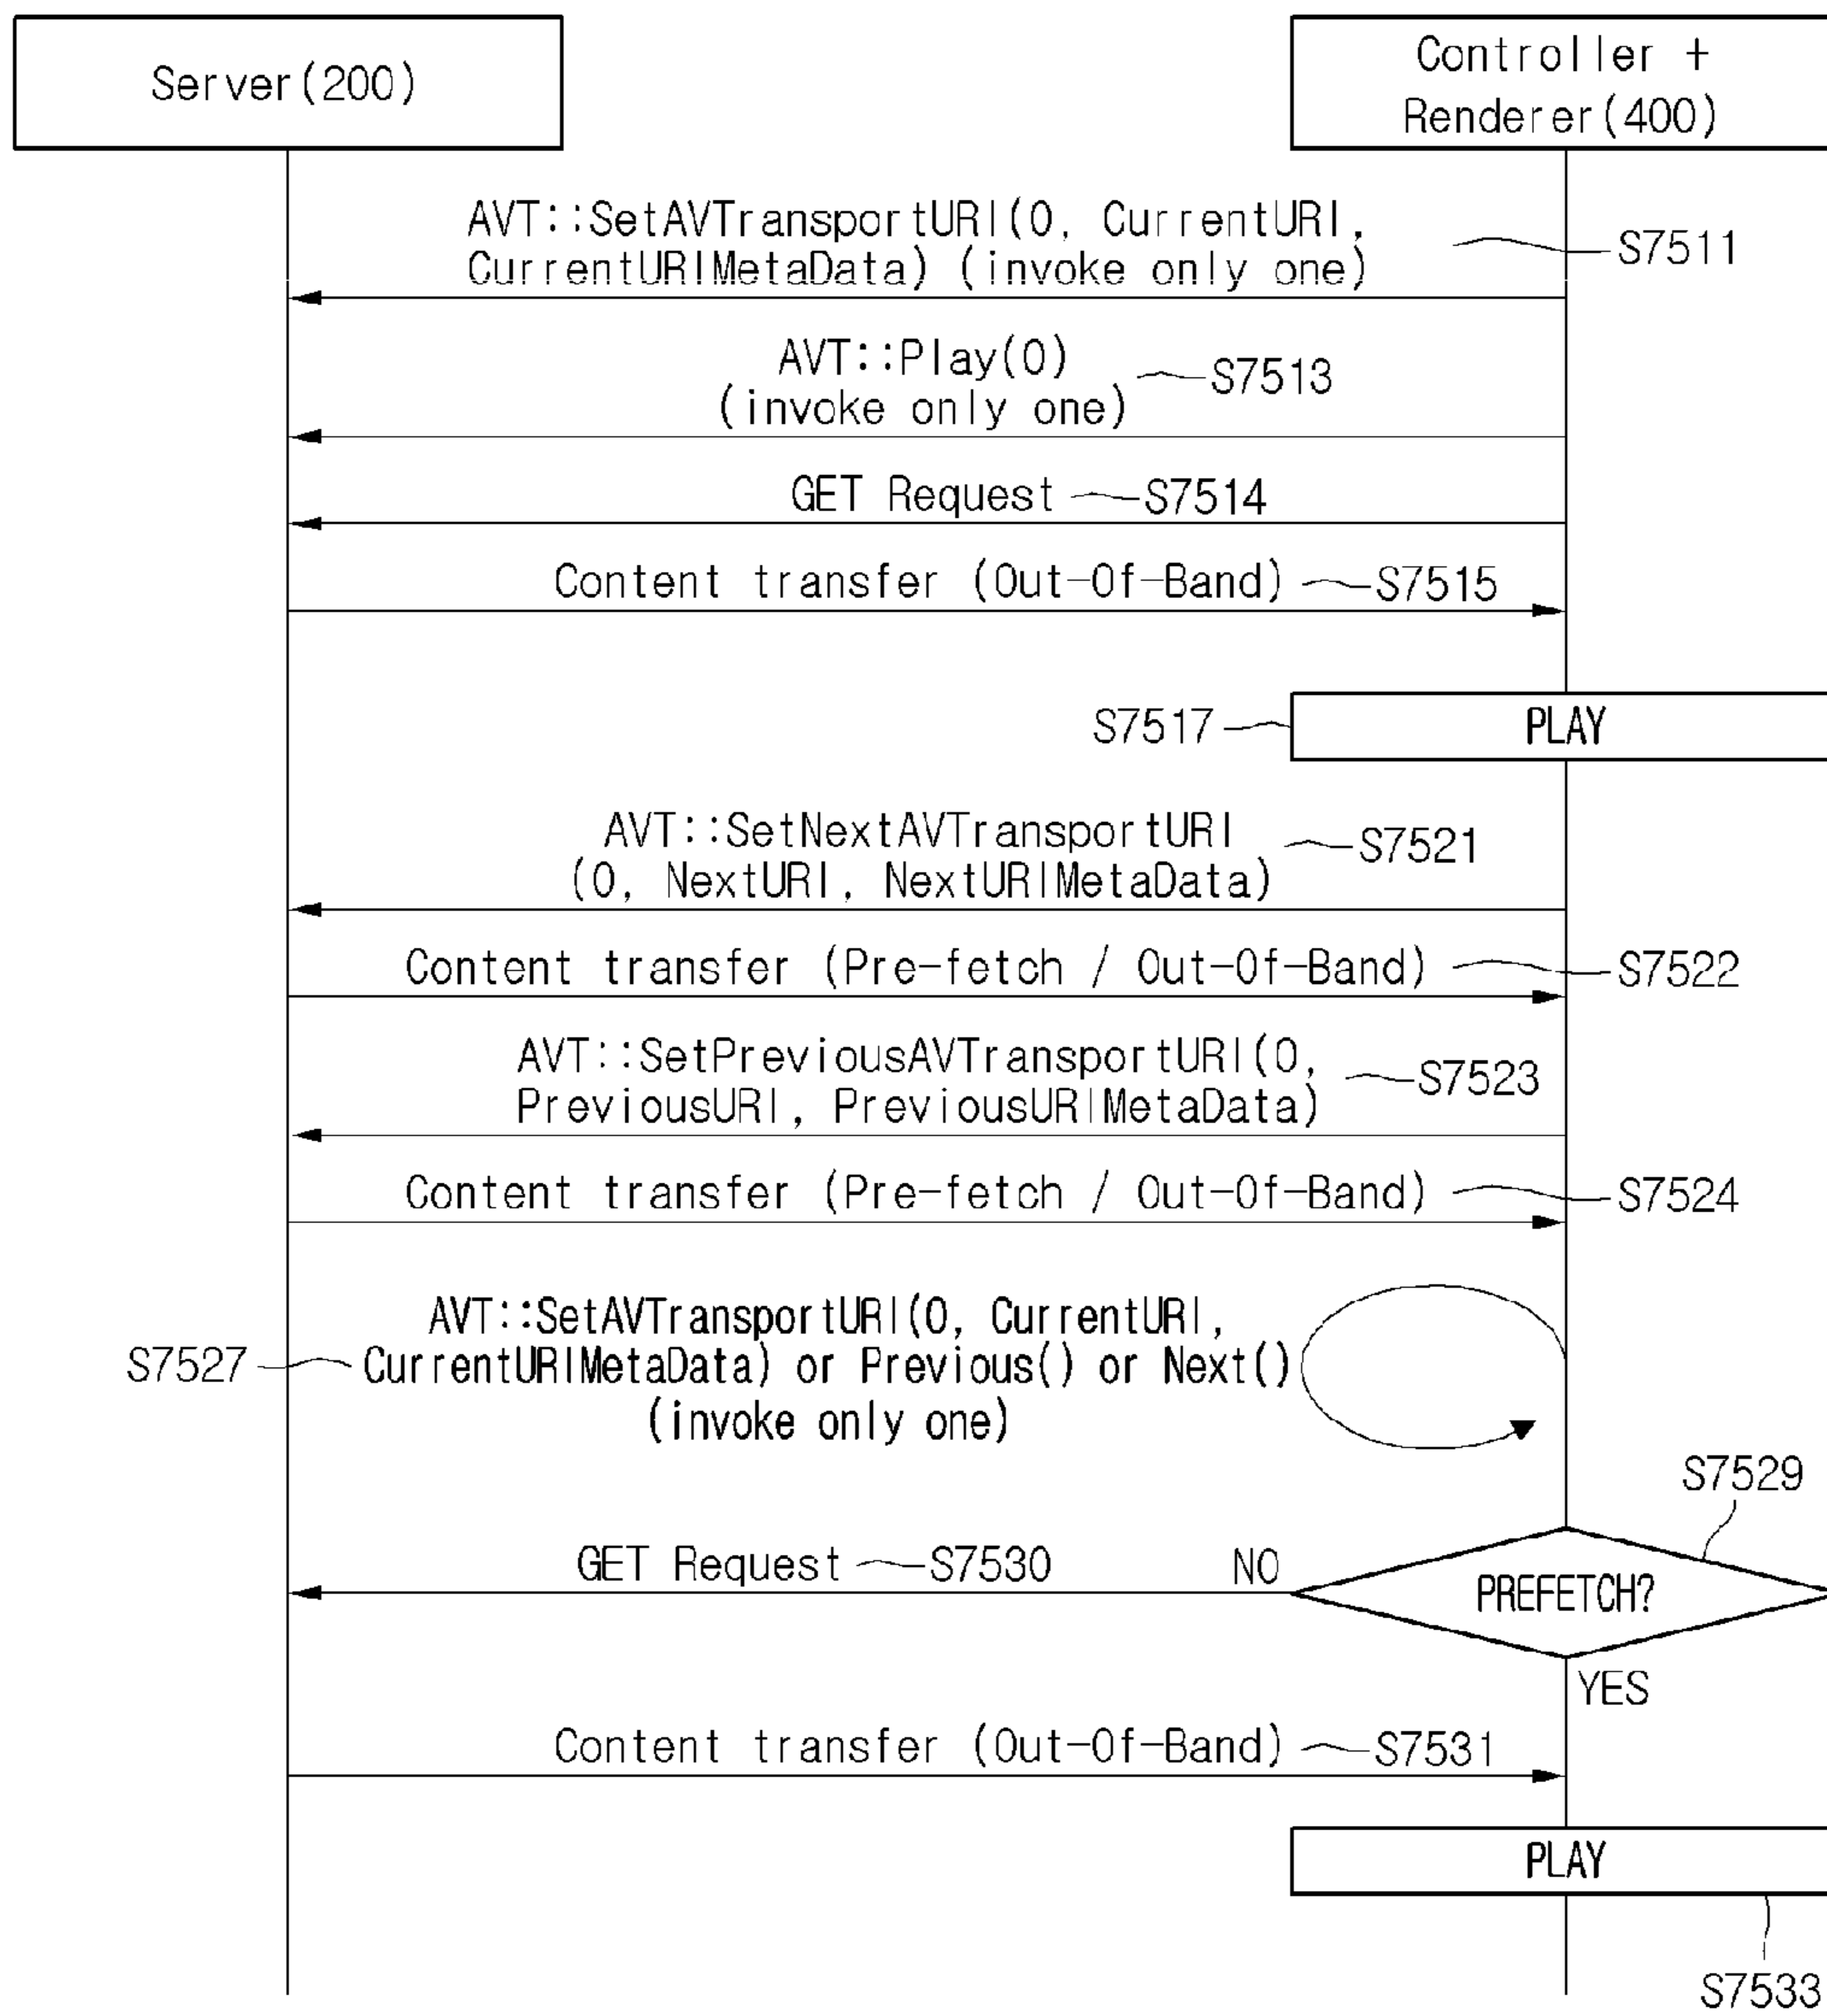 Server(200)
Controller +
Renderer(400)
AVT::SetAVTransportURI(0, CurrentURI,
CurrentURIMetaData) (invoke only one)
S7511
AVT::Play(0)
(invoke only one)
S7513
GET Request
S7514
Content transfer (Out-Of-Band)
S7515
S7517
PLAY
AVT::SetNextAVTransportURI
(0, NextURI, NextURIMetaData)
S7521
Content transfer (Pre-fetch / Out-Of-Band)
S7522
AVT::SetPreviousAVTransportURI(0,
PreviousURI, PreviousURIMetaData)
S7523
Content transfer (Pre-fetch / Out-Of-Band)
S7524
S7527
AVT::SetAVTransportURI(0, CurrentURI,
CurrentURIMetaData) or Previous() or Next()
(invoke only one)
S7529
GET Request
S7530
NO
PREFETCH?
YES
Content transfer (Out-Of-Band)
S7531
PLAY
S7533